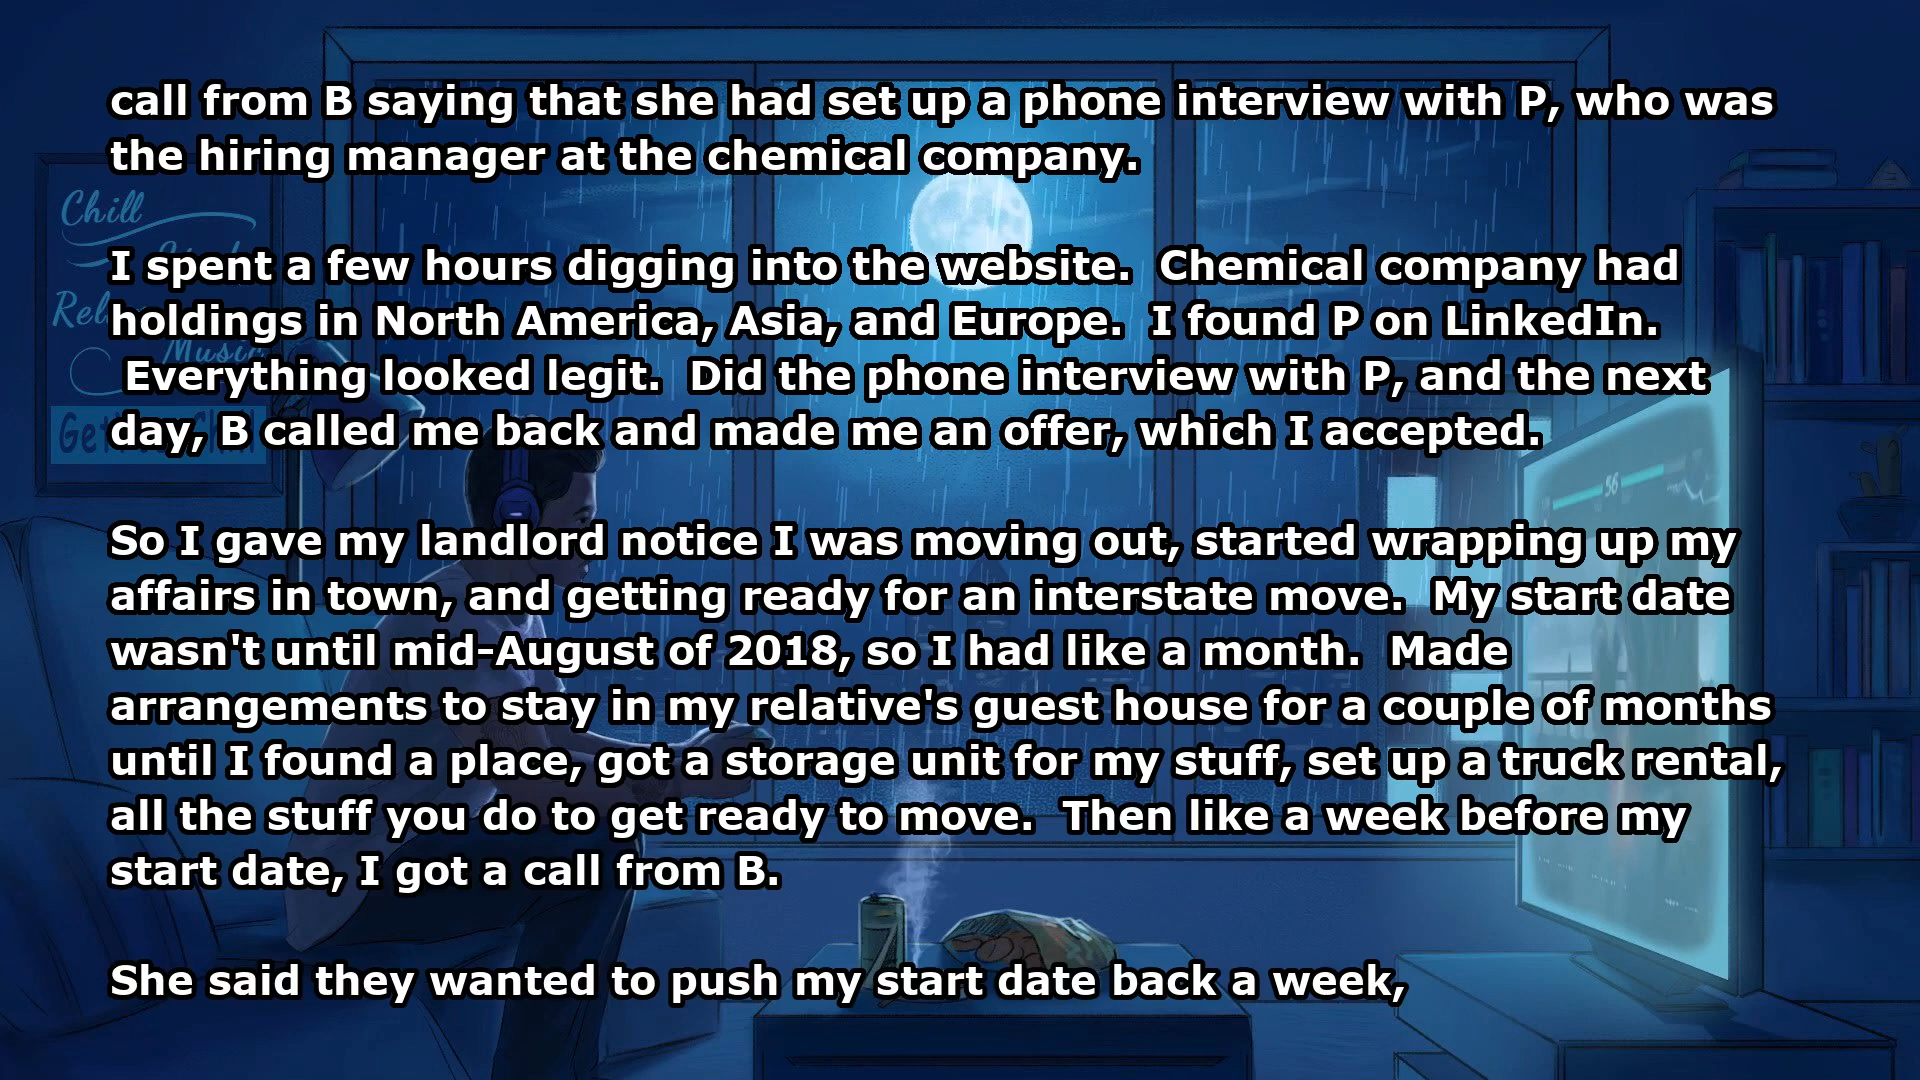 call from B saying that she had set up a phone interview with P, who was
the hiring manager at the chemical company.
I spent a few hours digging into the website. Chemical company had
holdings in North America, Asia, and Europe. I found P on LinkedIn.
Everything looked legit. Did the phone interview with P, and the next
day, B called me back and made me an offer, which I accepted.
So I gave my landlord notice I was moving out, started wrapping up my
affairs in town, and getting ready for an interstate move. My start date
wasn't until mid-August of 2018, so I had like a month. Made
arrangements to stay in my relative's guest house for a couple of months
until I found a place, got a storage unit for my stuff, set up a truck rental,
all the stuff you do to get ready to move. Then like a week before my
start date, I got a call from B.
She said they wanted to push my start date back a week,
Chill
Music
56